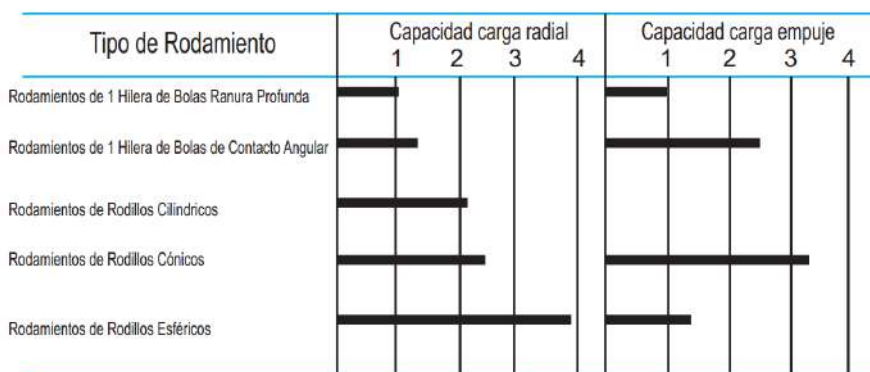 Tipo de Rodamiento
Capacidad carga radial
1 2 3 4
Capacidad carga empuje
1 2 3 4
Rodamientos de 1 Hilera de Bolas Ranura Profunda
Rodamientos de 1 Hilera de Bolas de Contacto Angular
Rodamientos de Rodillos Cilíndricos
Rodamientos de Rodillos Cónicos
Rodamientos de Rodillos Esféricos